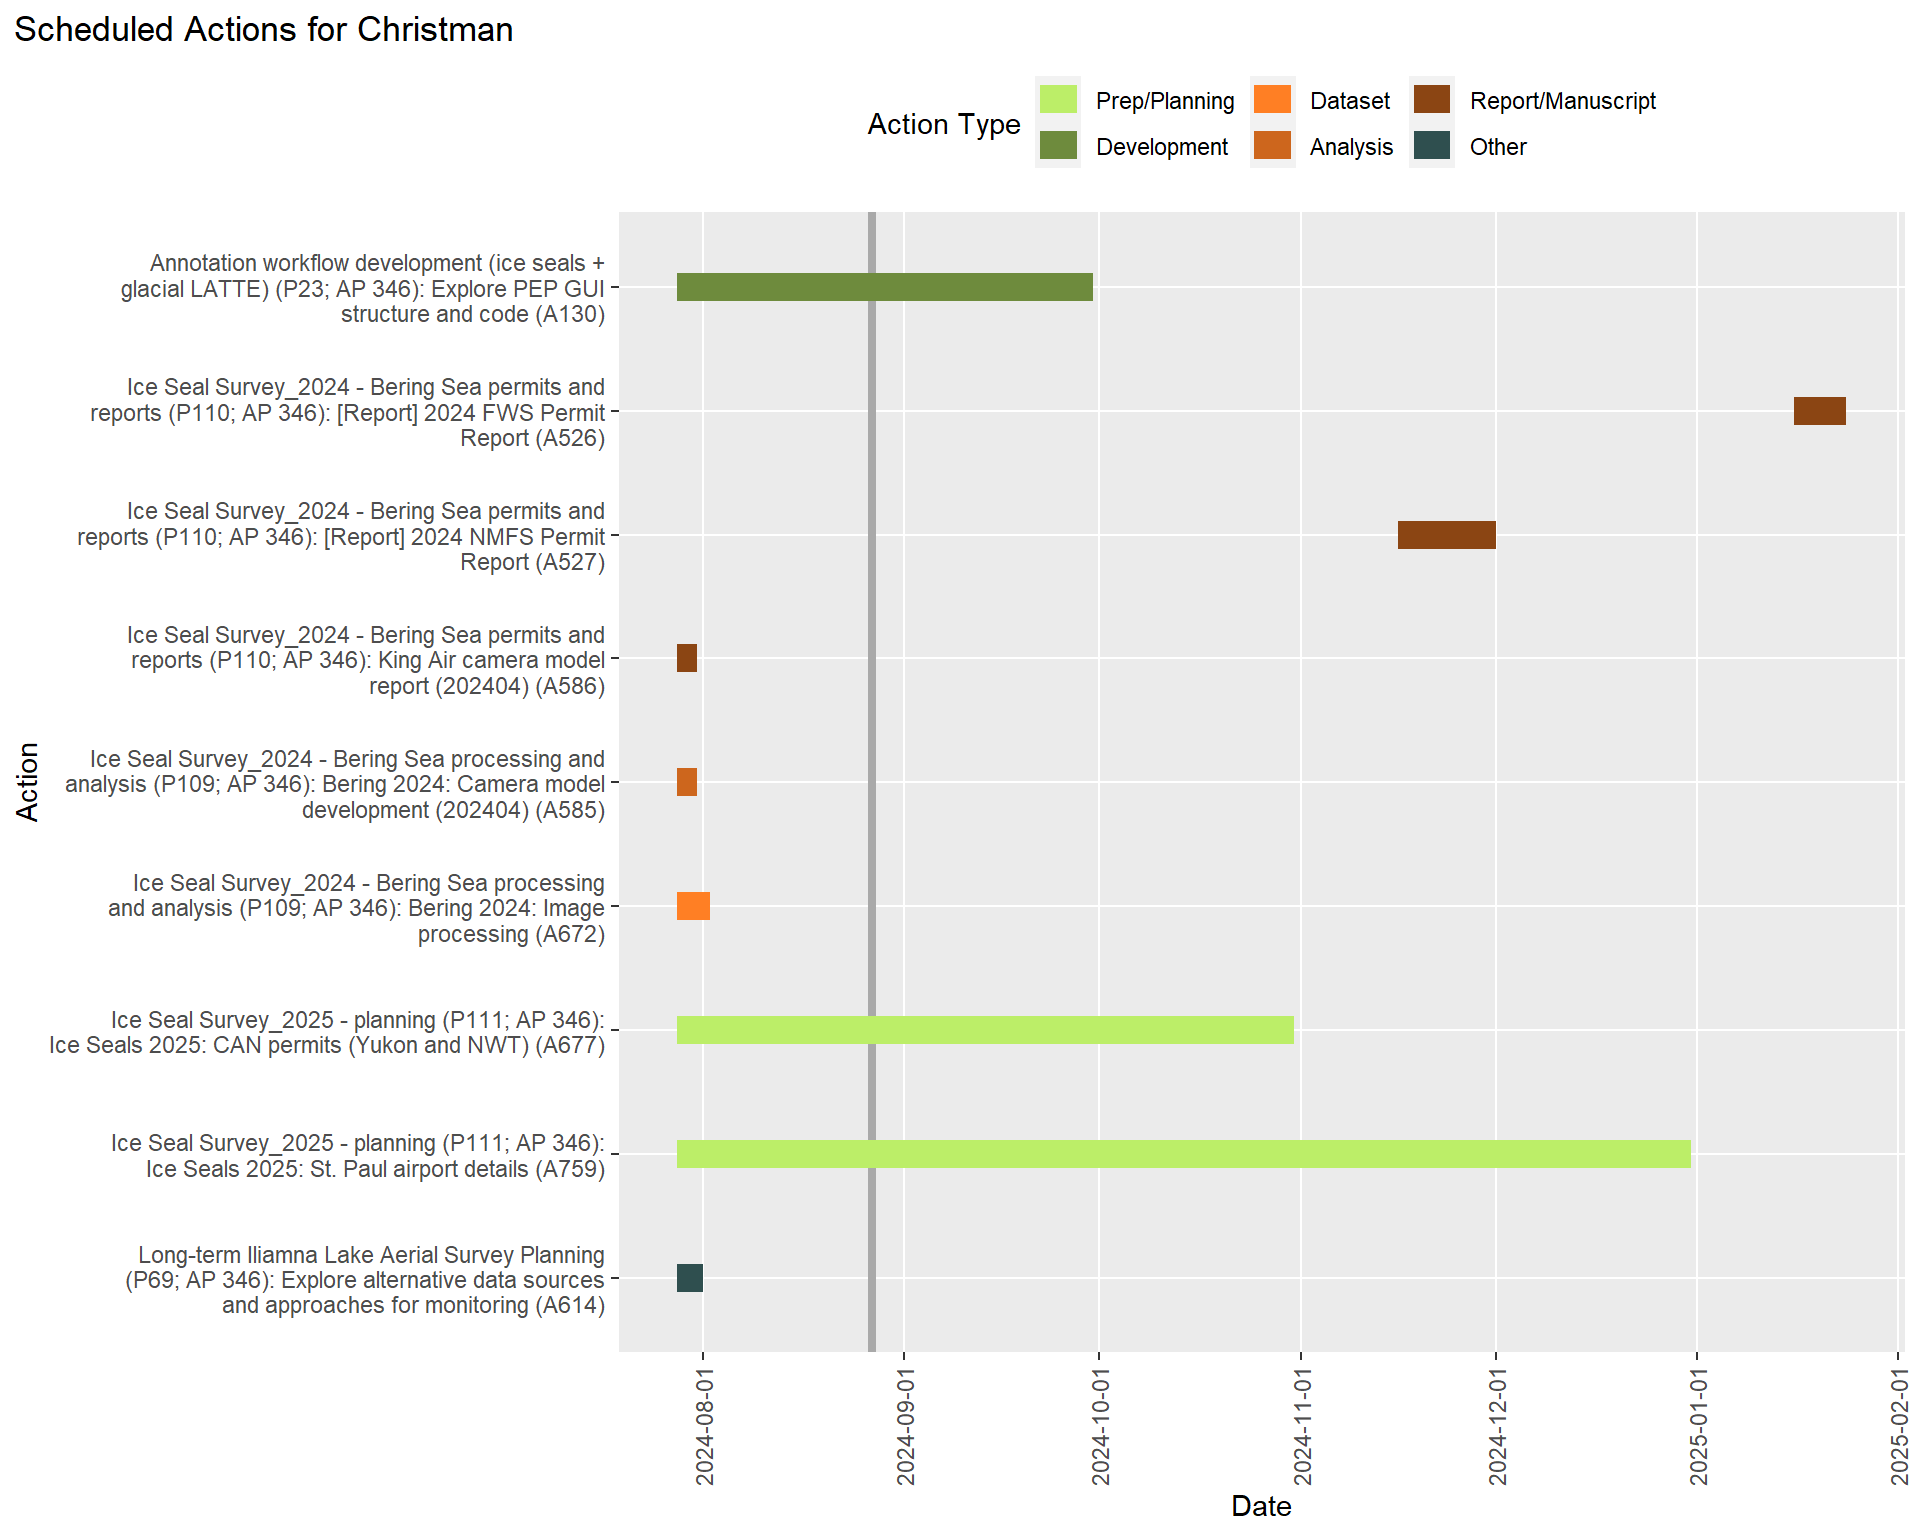 Scheduled Actions for Christman
Action Type
Prep/Planning
Dataset
Report/Manuscript
Development
Analysis
Other
Annotation workflow development (ice seals +
glacial LATTE) (P23; AP 346): Explore PEP GUI
structure and code (A130)
Ice Seal Survey_2024 - Bering Sea permits and
reports (P110; AP 346): [Report] 2024 FWS Permit
Report (A526)
Ice Seal Survey_2024 - Bering Sea permits and
reports (P110; AP 346): [Report] 2024 NMFS Permit
Report (A527)
Ice Seal Survey_2024 - Bering Sea permits and
reports (P110; AP 346): King Air camera model
report (202404) (A586)
Ice Seal Survey_2024 - Bering Sea processing and
analysis (P109; AP 346): Bering 2024: Camera model
development (202404) (A585)
Ice Seal Survey_2024 - Bering Sea processing
and analysis (P109; AP 346): Bering 2024: Image
processing (A672)
Ice Seal Survey_2025 - planning (P111; AP 346):
Ice Seals 2025: CAN permits (Yukon and NWT) (A677)
Ice Seal Survey_2025 - planning (P111; AP 346):
Ice Seals 2025: St. Paul airport details (A759)
Long-term Iliamna Lake Aerial Survey Planning
(P69; AP 346): Explore alternative data sources
and approaches for monitoring (A614)
Action
2024-08-01
2024-09-01
2024-10-01
2024-11-01
2024-12-01
2025-01-01
2025-02-01
Date